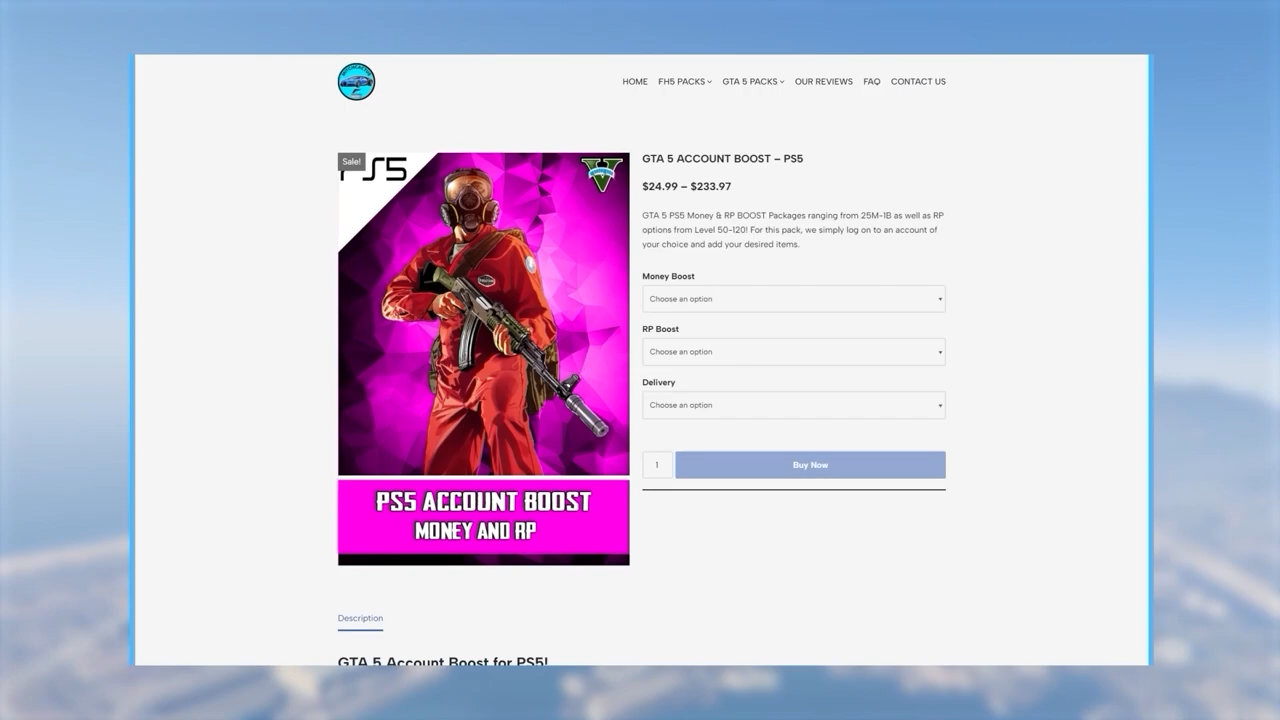 HOME FH5 PACKS GTA 5 PACKS OUR REVIEWS FAQ CONTACT US
Sale!
PS5
V
PS5 ACCOUNT BOOST
MONEY AND RP
GTA 5 ACCOUNT BOOST – PS5
$24.99 – $233.97
GTA 5 PS5 Money & RP BOOST Packages ranging from 25M-1B as well as RP
options from Level 50-120! For this pack, we simply log on to an account of
your choice and add your desired items.
Money Boost
Choose an option
RP Boost
Choose an option
Delivery
Choose an option
1 Buy Now
Description
GTA 5 Account Boost for PS5!